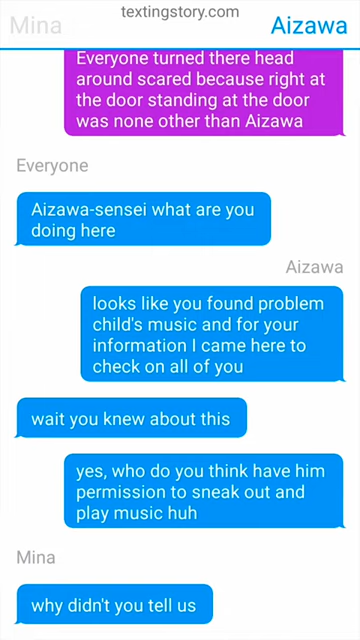 textingstory.com
Mina
Aizawa
Everyone turned there head
around scared because right at
the door standing at the door
was none other than Aizawa
Everyone
Aizawa-sensei what are you
doing here
Aizawa
looks like you found problem
child's music and for your
information I came here to
check on all of you
wait you knew about this
yes, who do you think have him
permission to sneak out and
play music huh
Mina
why didn't you tell us